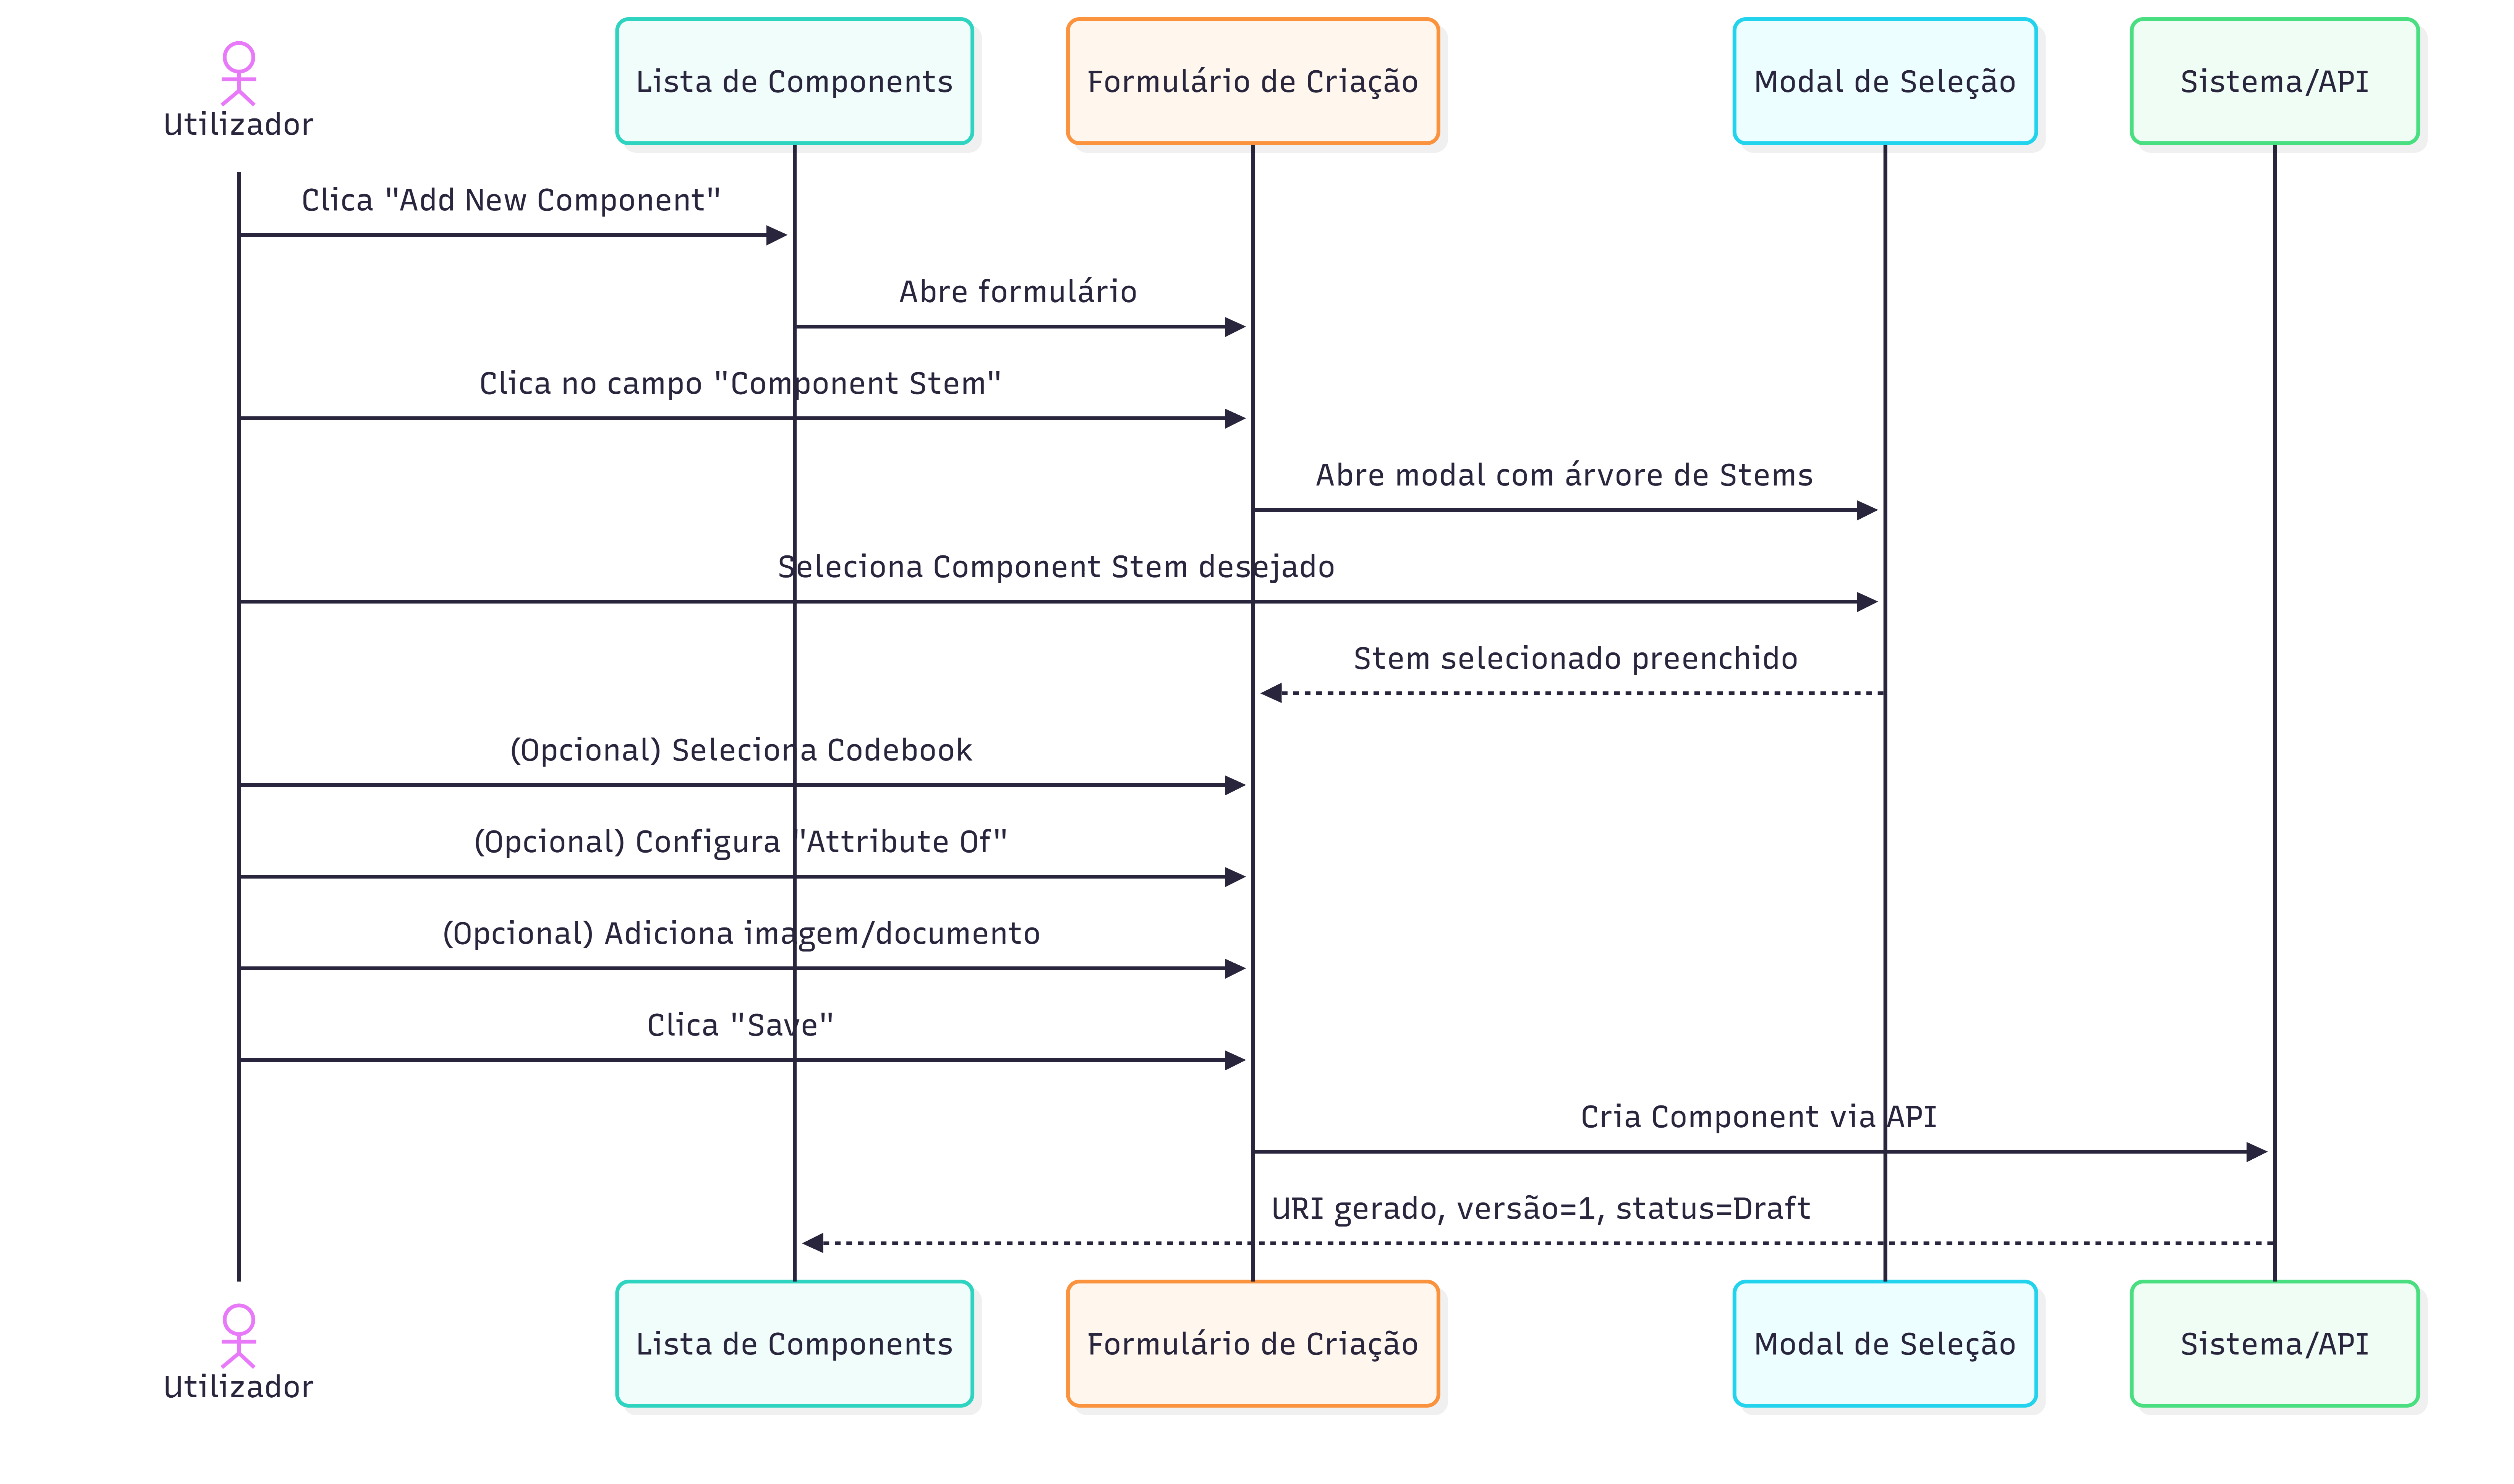 Utilizador
Lista de Components
Formulário de Criação
Modal de Seleção
Sistema/API
Clica "Add New Component"
Abre formulário
Clica no campo "Component Stem"
Abre modal com árvore de Stems
Seleciona Component Stem desejado
Stem selecionado preenchido
(Opcional) Seleciona Codebook
(Opcional) Configura "Attribute Of"
(Opcional) Adiciona imagem/documento
Clica "Save"
Cria Component via API
URI gerado, versão=1, status=Draft
Utilizador
Lista de Components
Formulário de Criação
Modal de Seleção
Sistema/API